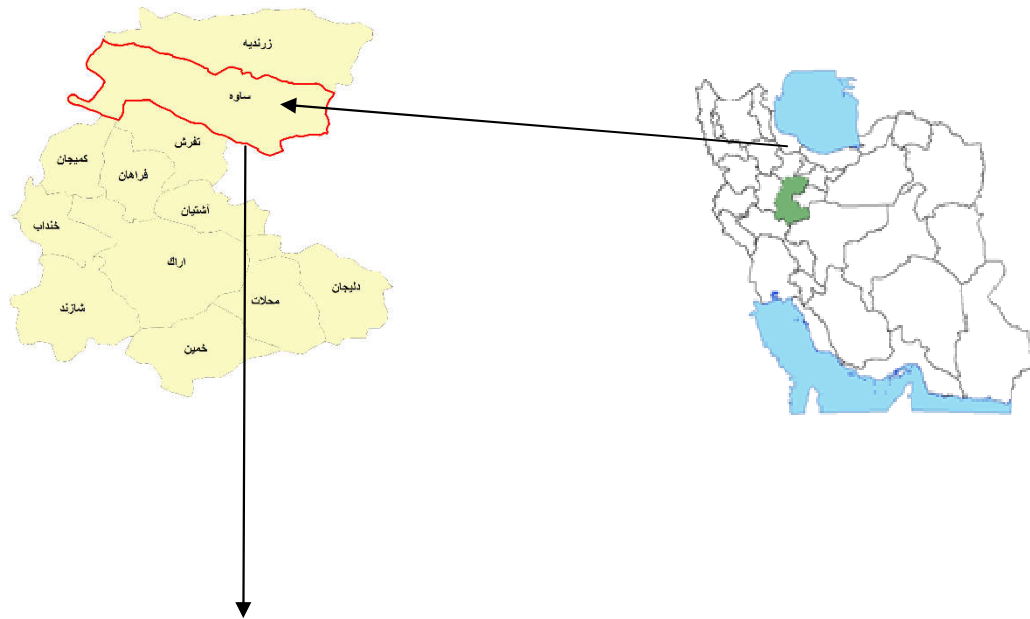 زرندیه
ساوه
تفرش
کمیجان
فراهان
آشتیان
خنداب
اراک
دلیجان
محلات
شازند
خمین